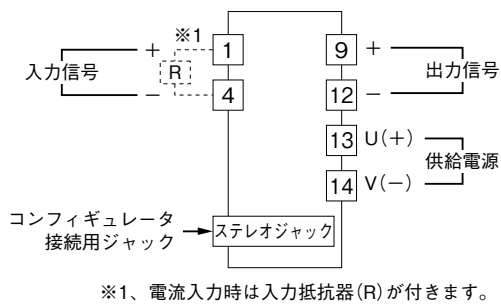 ※1
入力信号
+
R
−
1
4
9
+
12
−
出力信号
13
U(+)
14
V(−)
供給電源
コンフィギュレータ
接続用ジャック
ステレオジャック
※1、電流入力時は入力抵抗器(R)が付きます。